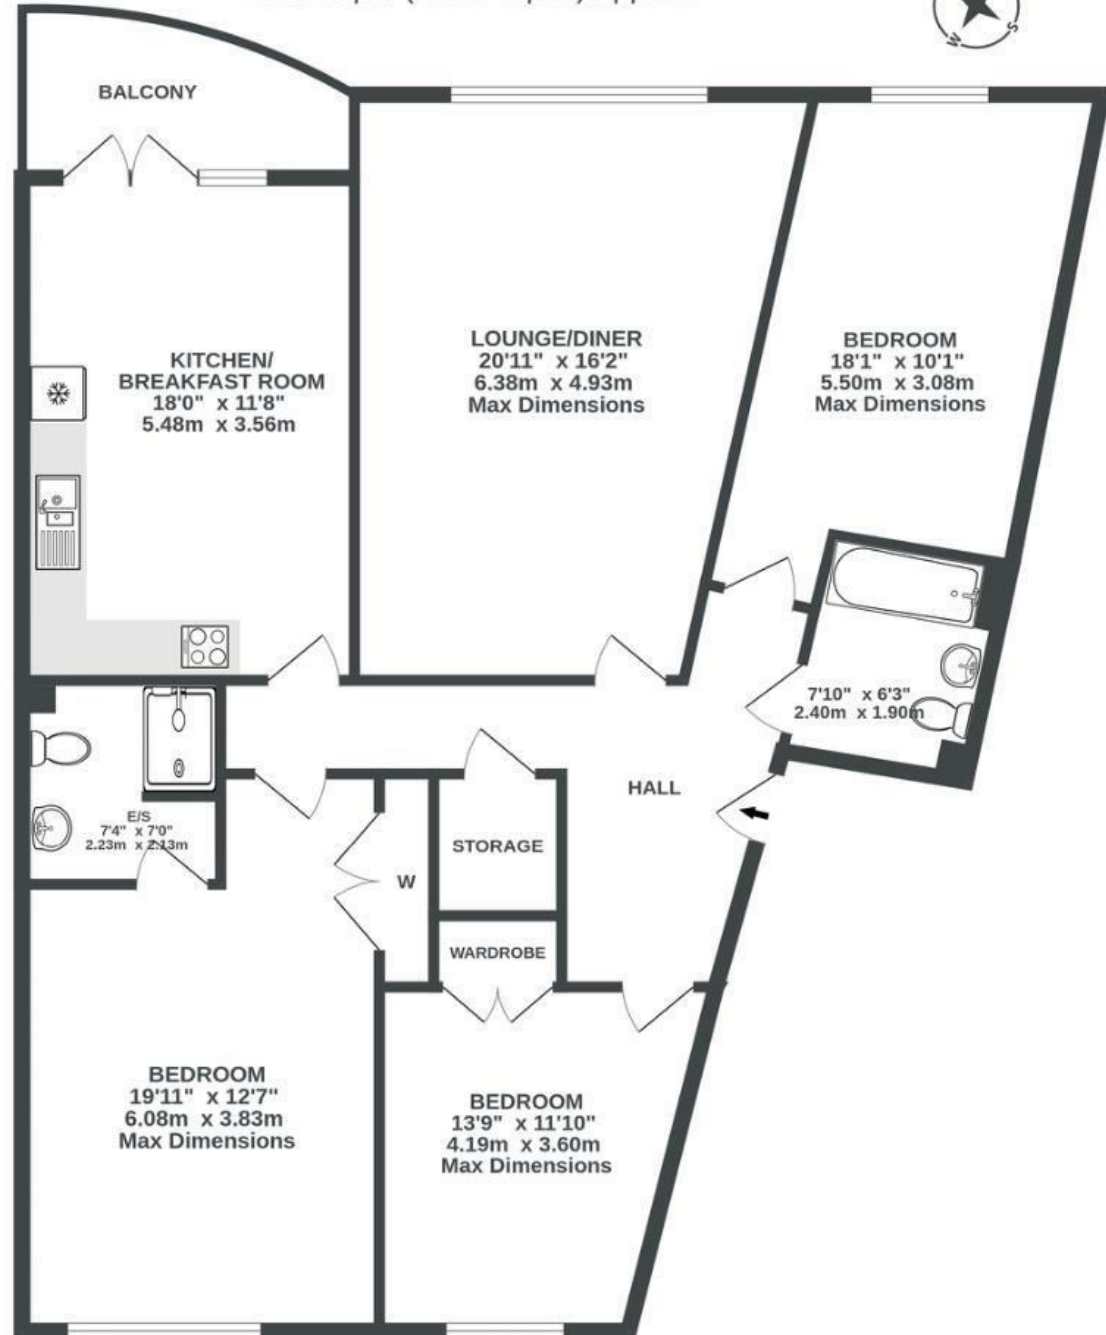 W
S
BALCONY
KITCHEN/
BREAKFAST ROOM
18'0" x 11'8"
5.48m x 3.56m
LOUNGE/DINER
20'11" x 16'2"
6.38m x 4.93m
Max Dimensions
BEDROOM
18'1" x 10'1"
5.50m x 3.08m
Max Dimensions
7'10" x 6'3"
2.40m x 1.90m
HALL
E/S
7'4" x 7'0"
2.23m x 2.13m
STORAGE
W
WARDROBE
BEDROOM
19'11" x 12'7"
6.08m x 3.83m
Max Dimensions
BEDROOM
13'9" x 11'10"
4.19m x 3.60m
Max Dimensions